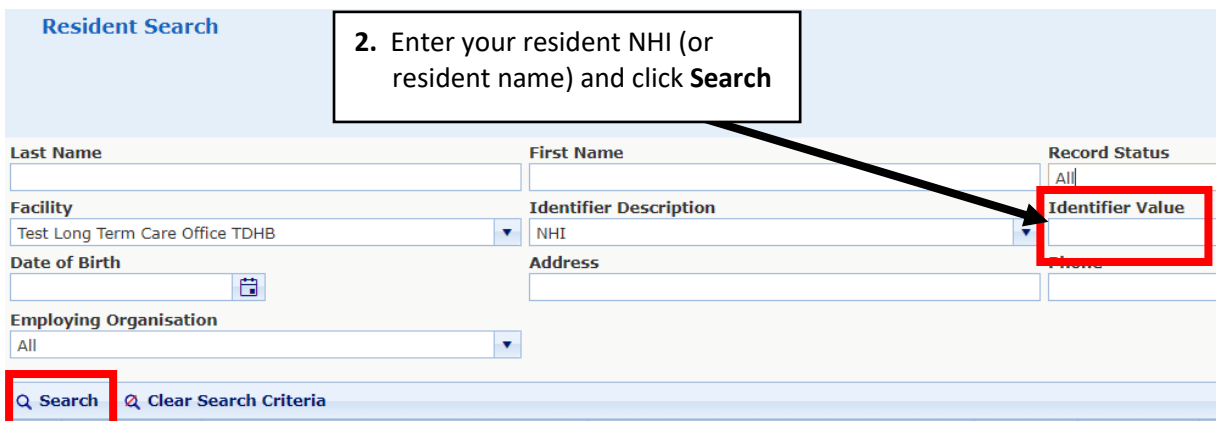 Resident Search
2. Enter your resident NHI (or
resident name) and click Search
Last Name
First Name
Record Status
All
Facility
Identifier Description
Identifier Value
Test Long Term Care Office TDHB
NHI
Date of Birth
Address
Phone
Employing Organisation
All
Search
Clear Search Criteria